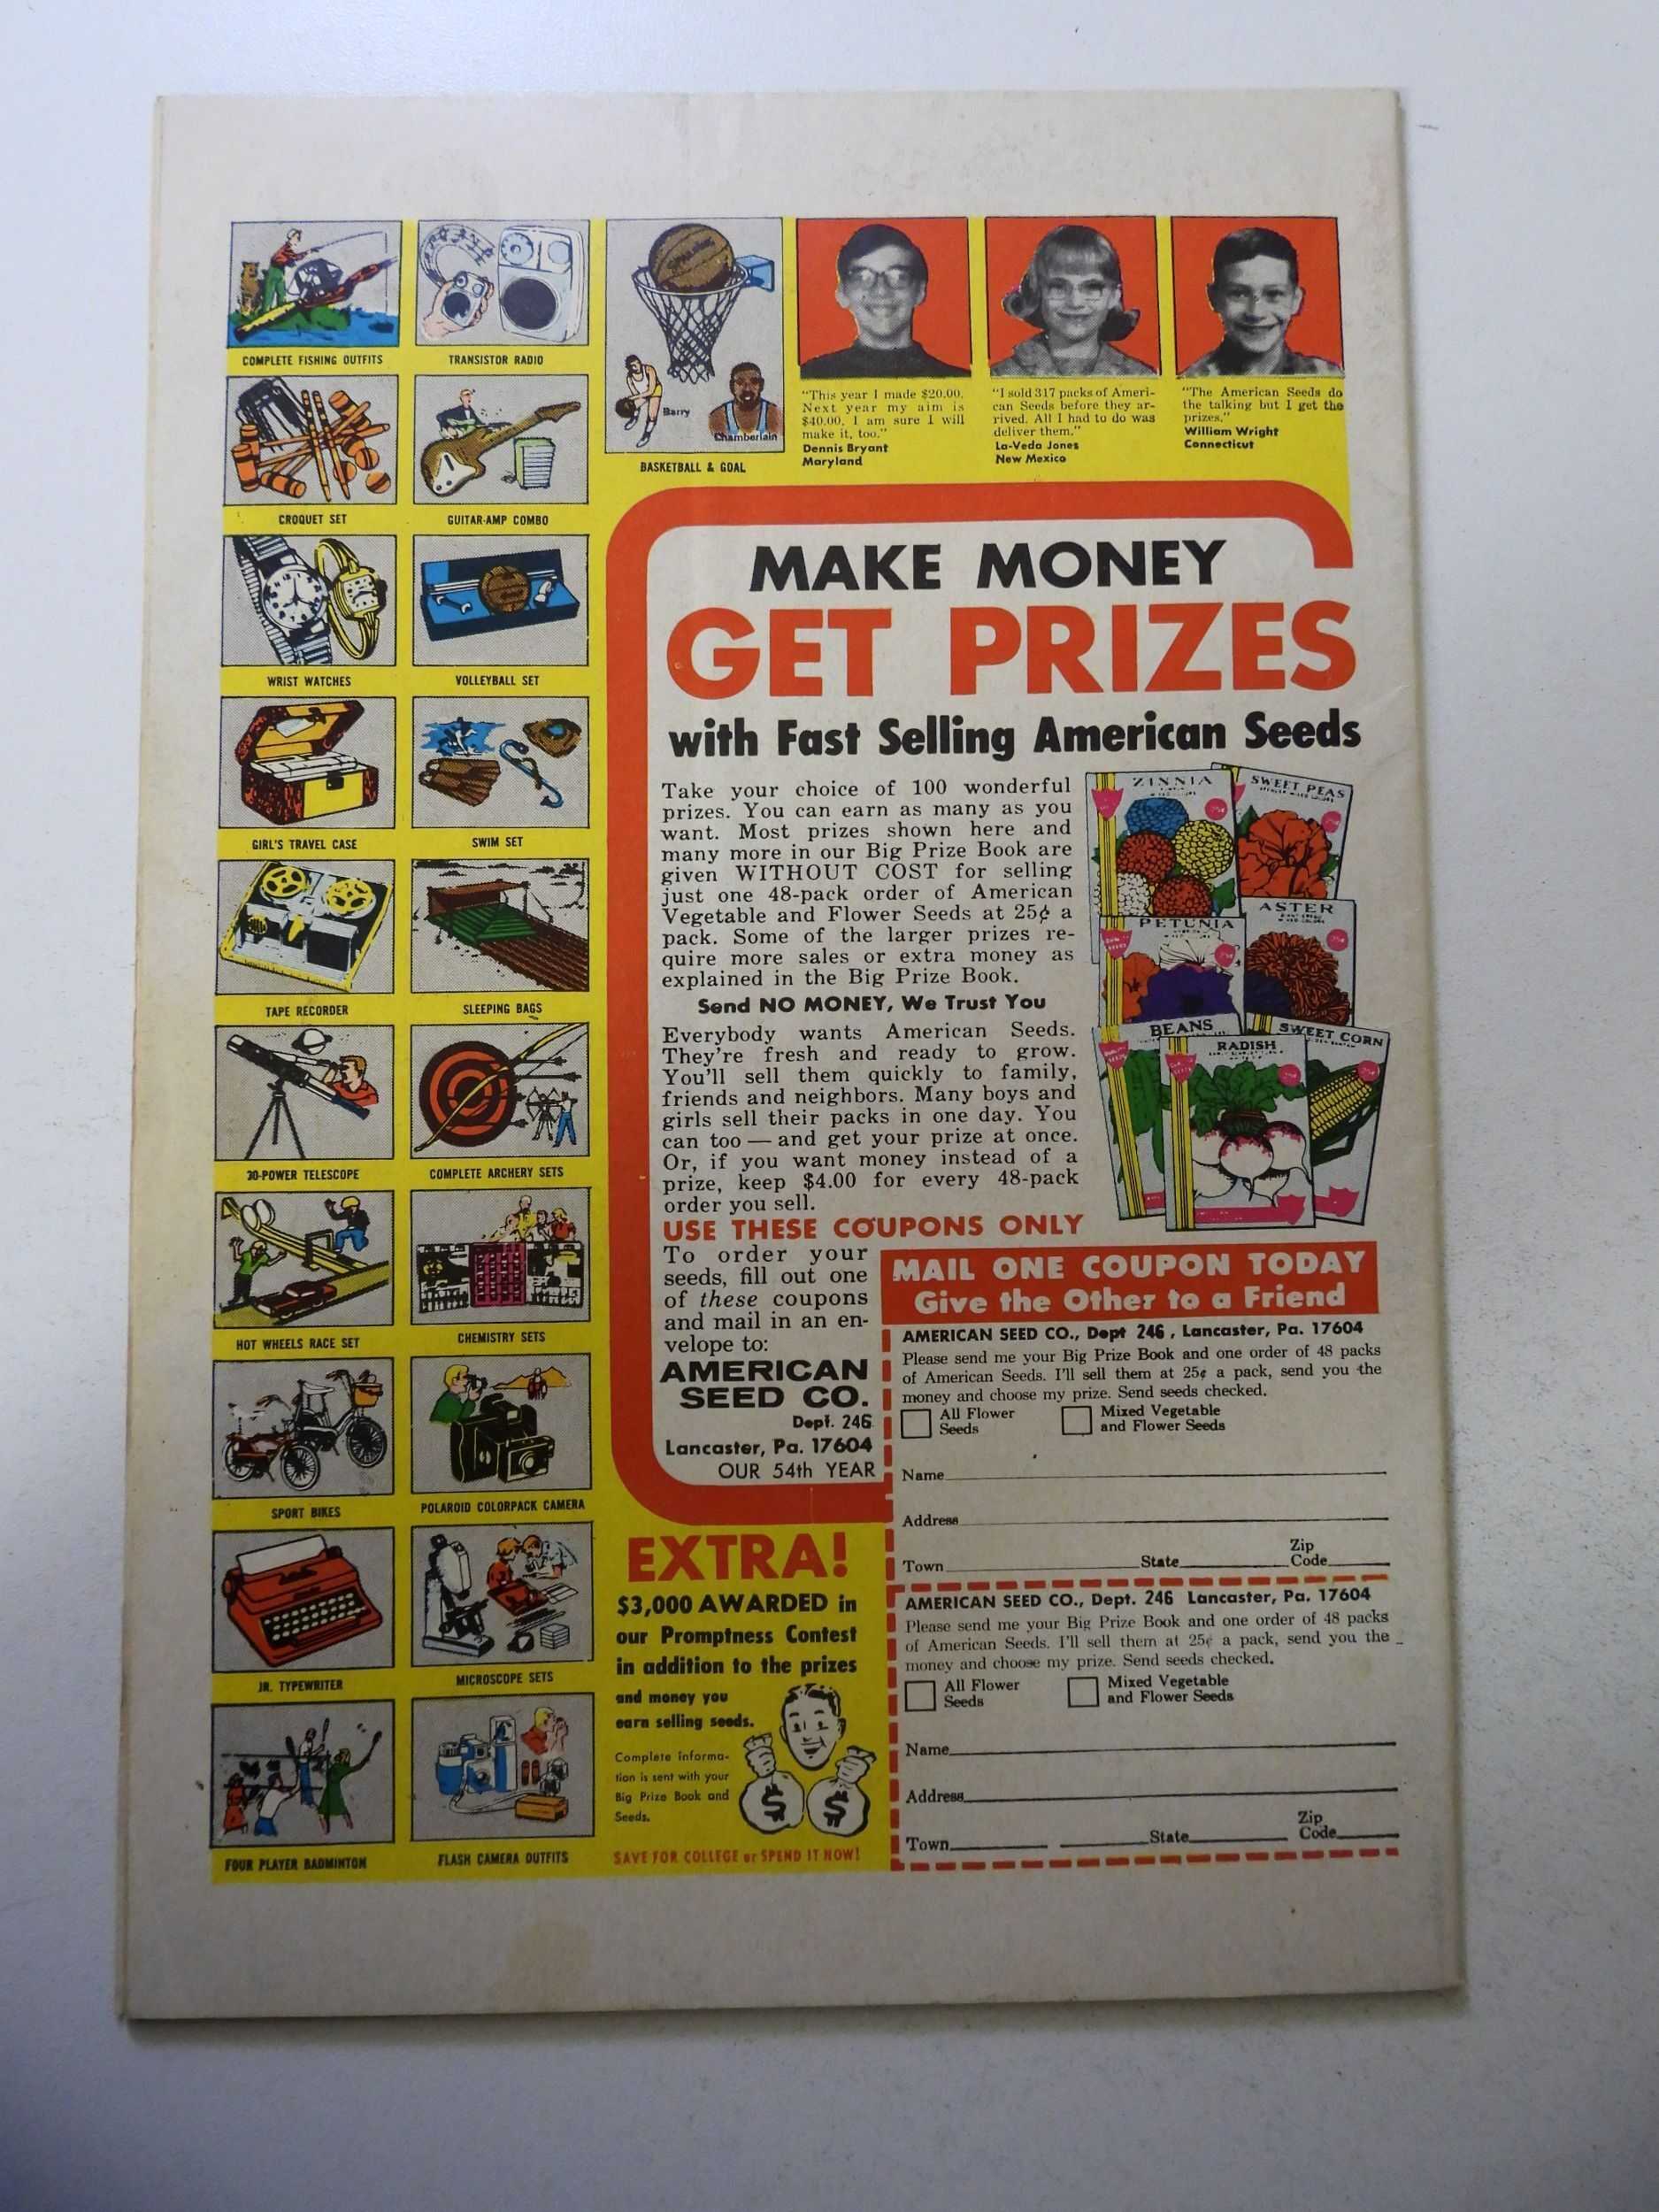 COMPLETE FISHING OUTFITS
TRANSISTOR RADIO
CROQUET SET
GUITAR-AMP COMBO
WRIST WATCHES
VOLLEYBALL SET
GIRL'S TRAVEL CASE
SWIM SET
TAPE RECORDER
SLEEPING BAGS
30-POWER TELESCOPE
COMPLETE ARCHERY SETS
HOT WHEELS RACE SET
CHEMISTRY SETS
SPORT BIKES
POLAROID COLORPACK CAMERA
JR. TYPEWRITER
MICROSCOPE SETS
FOUR PLAYER BADMINTON
FLASH CAMERA OUTFITS
Barry
Chamberlain
BASKETBALL & GOAL
"This year I made $20.00.
Next year my aim is
$40.00. I am sure I will
make it, too."
Dennis Bryant
Maryland
"I sold 317 packs of Ameri-
can Seeds before they ar-
rived. All I had to do was
deliver them."
La-Veda Jones
New Mexico
"The American Seeds do
the talking but I get the
prizes."
William Wright
Connecticut
MAKE MONEY
GET PRIZES
with Fast Selling American Seeds
Take your choice of 100 wonderful
prizes. You can earn as many as you
want. Most prizes shown here and
many more in our Big Prize Book are
given WITHOUT COST for selling
just one 48-pack order of American
Vegetable and Flower Seeds at 25¢ a
pack. Some of the larger prizes re-
quire more sales or extra money as
explained in the Big Prize Book.
Send NO MONEY, We Trust You
Everybody wants American Seeds.
They're fresh and ready to grow.
You'll sell them quickly to family,
friends and neighbors. Many boys and
girls sell their packs in one day. You
can too — and get your prize at once.
Or, if you want money instead of a
prize, keep $4.00 for every 48-pack
order you sell.
ZINNIA
SWEET PEAS
ASTER
PETUNIA
BEANS
SWEET CORN
RADISH
USE THESE COUPONS ONLY
To order your
seeds, fill out one
of these coupons
and mail in an en-
velope to:
AMERICAN
SEED CO.
Dept. 246
Lancaster, Pa. 17604
OUR 54th YEAR
MAIL ONE COUPON TODAY
Give the Other to a Friend
AMERICAN SEED CO., Dept 246, Lancaster, Pa. 17604
Please send me your Big Prize Book and one order of 48 packs
of American Seeds. I'll sell them at 25¢ a pack, send you the
money and choose my prize. Send seeds checked.
All Flower
Seeds
Mixed Vegetable
and Flower Seeds
Name
Address
Town State Zip
Code
AMERICAN SEED CO., Dept. 246 Lancaster, Pa. 17604
Please send me your Big Prize Book and one order of 48 packs
of American Seeds. I'll sell them at 25¢ a pack, send you the
money and choose my prize. Send seeds checked.
All Flower
Seeds
Mixed Vegetable
and Flower Seeds
Name
Address
Town State Zip
Code
EXTRA!
$3,000 AWARDED in
our Promptness Contest
in addition to the prizes
and money you
earn selling seeds.
Complete informa-
tion is sent with your
Big Prize Book and
Seeds.
$ $
SAVE FOR COLLEGE or SPEND IT NOW!